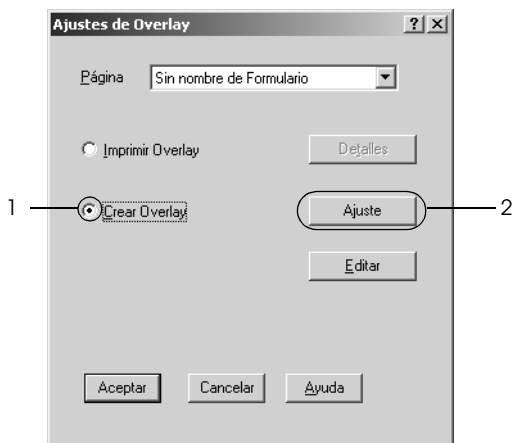 Ajustes de Overlay
Página Sin nombre de Formulario
Imprimir Overlay Detalles
1 Crear Overlay Ajuste 2
Editar
Aceptar Cancelar Ayuda